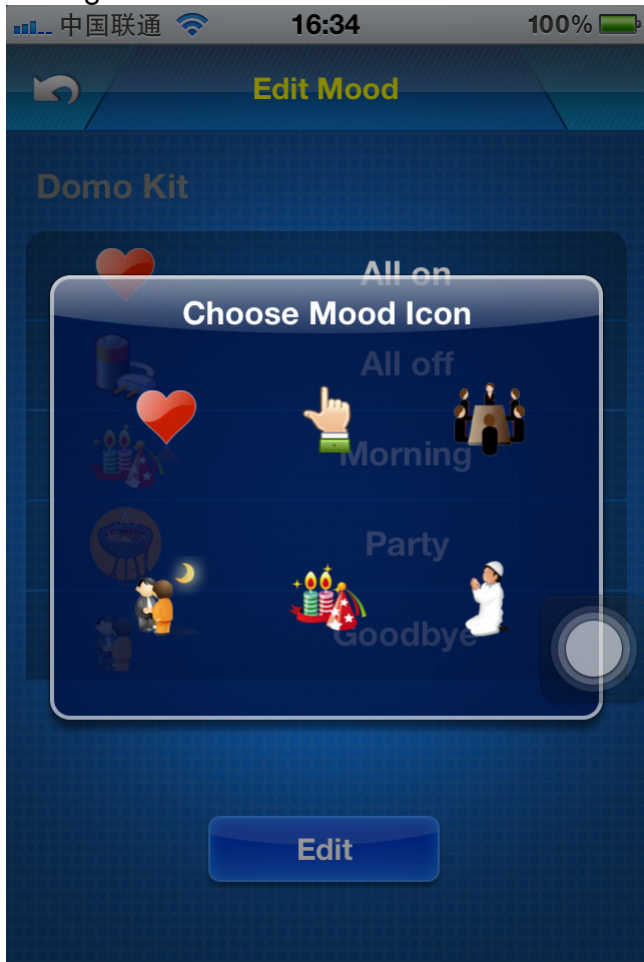 中国联通 16:34 100%
Edit Mood
Domo Kit
All on
Choose Mood Icon
All off
Morning
Party
Goodbye
Edit